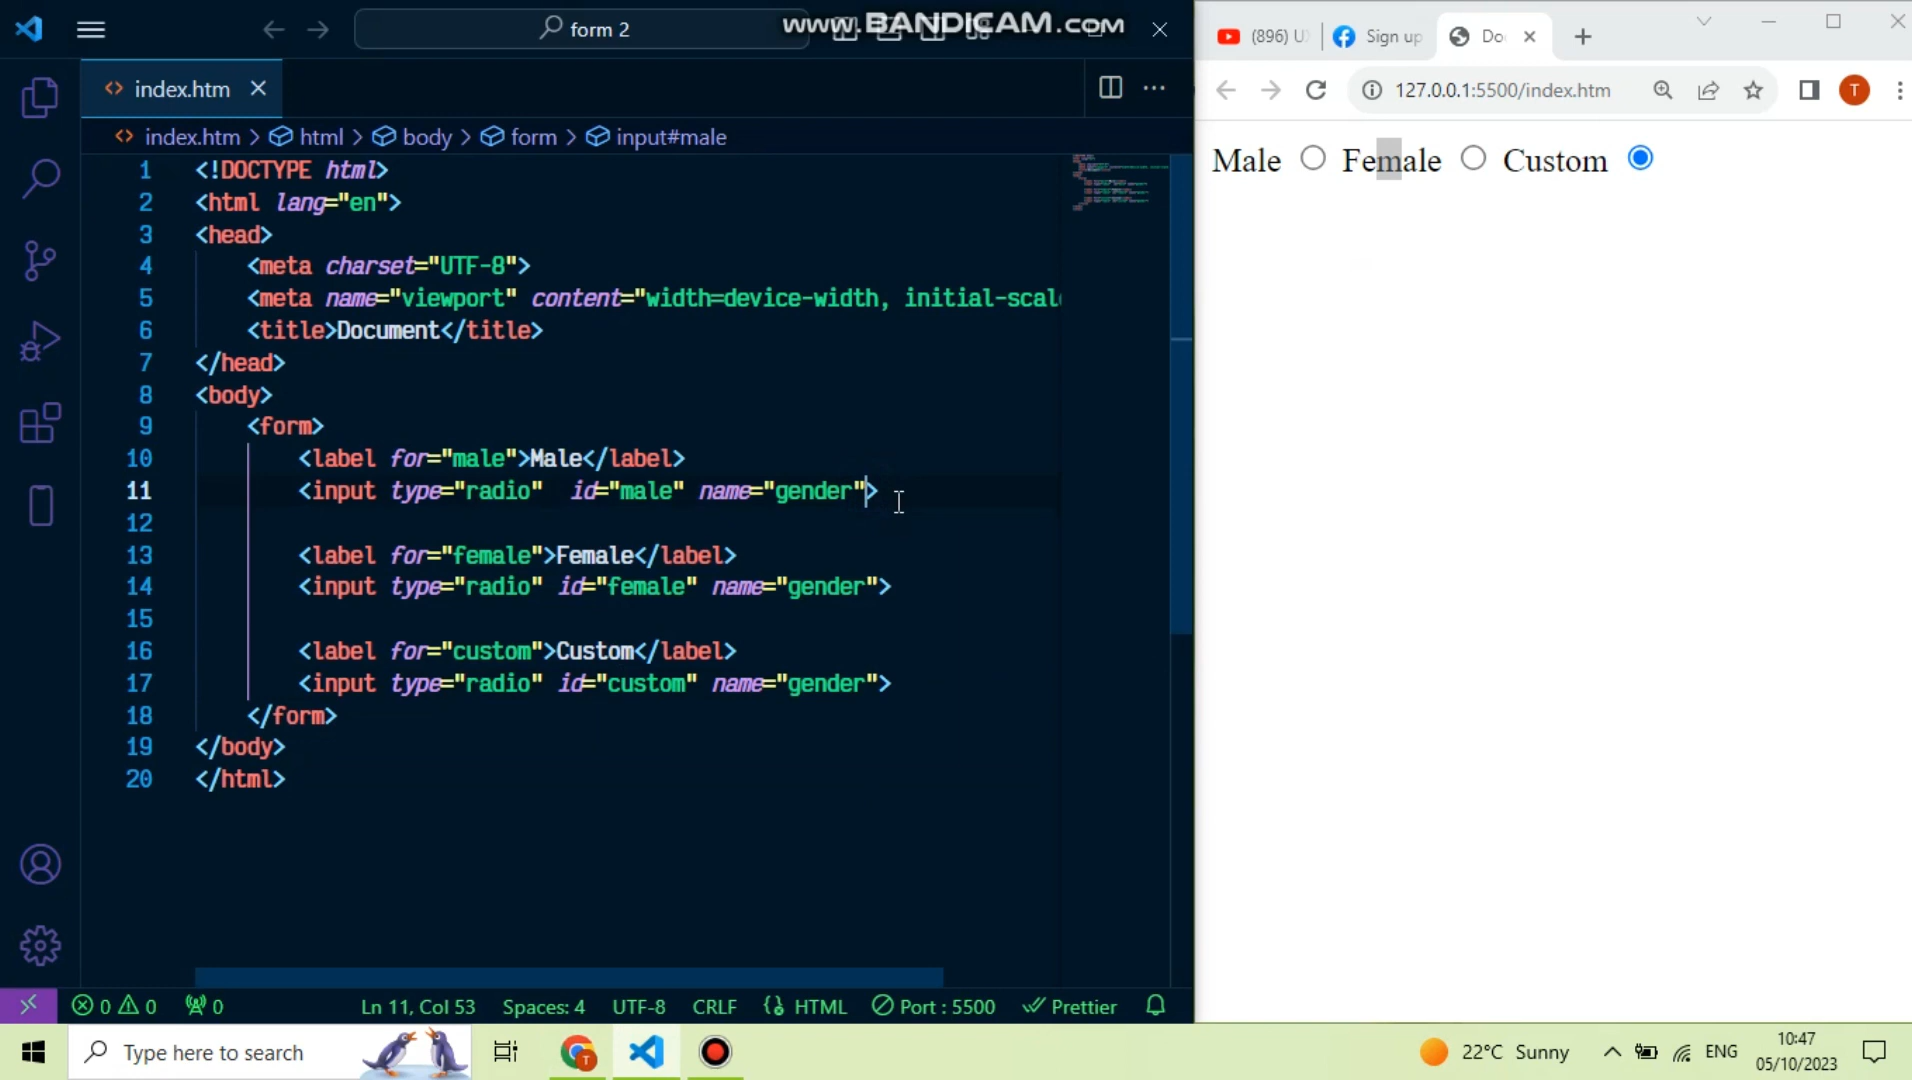 form 2
www.BANDICAM.com
index.htm
index.htm > html > body > form > input#male
1 <!DOCTYPE html>
2 <html lang="en">
3 <head>
4 <meta charset="UTF-8">
5 <meta name="viewport" content="width=device-width, initial-scal
6 <title>Document</title>
7 </head>
8 <body>
9 <form>
10 <label for="male">Male</label>
11 <input type="radio"  id="male" name="gender">
12
13 <label for="female">Female</label>
14 <input type="radio" id="female" name="gender">
15
16 <label for="custom">Custom</label>
17 <input type="radio" id="custom" name="gender">
18 </form>
19 </body>
20 </html>
0 0 0 Ln 11, Col 53 Spaces: 4 UTF-8 CRLF HTML Port : 5500 Prettier
(896) U
Sign up
Do
127.0.0.1:5500/index.htm
T
Male Female Custom
Type here to search
T
22°C Sunny
ENG
10:47
05/10/2023